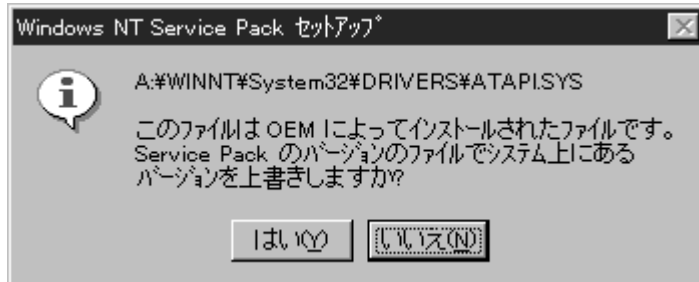 Windows NT Service Pack ｾｯﾄｱｯﾌﾟ
A:¥WINNT¥System32¥DRIVERS¥ATAPI.SYS
このファイルは OEM によってインストールされたファイルです。
Service Pack のバージョンのファイルでシステム上にある
バージョンを上書きしますか?
はい(Y)
いいえ(N)